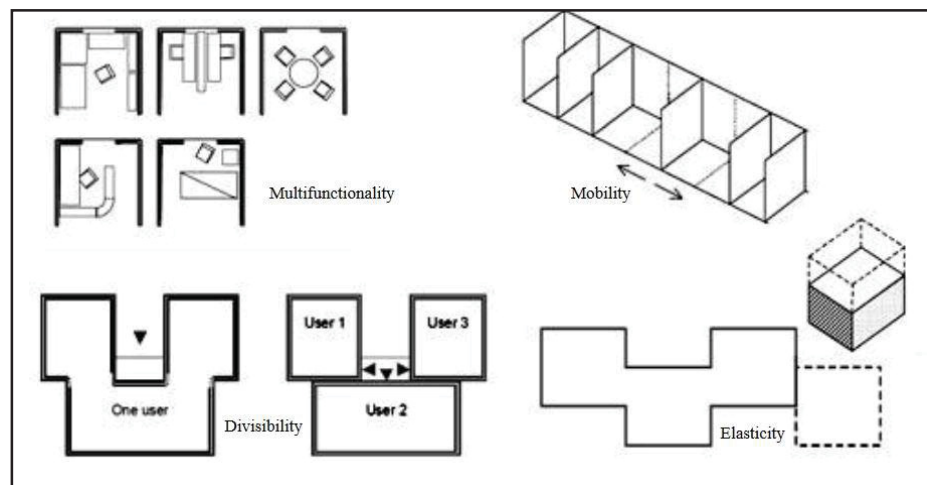 Multifunctionality
Mobility
User 1
User 3
One user
User 2
Divisibility
Elasticity